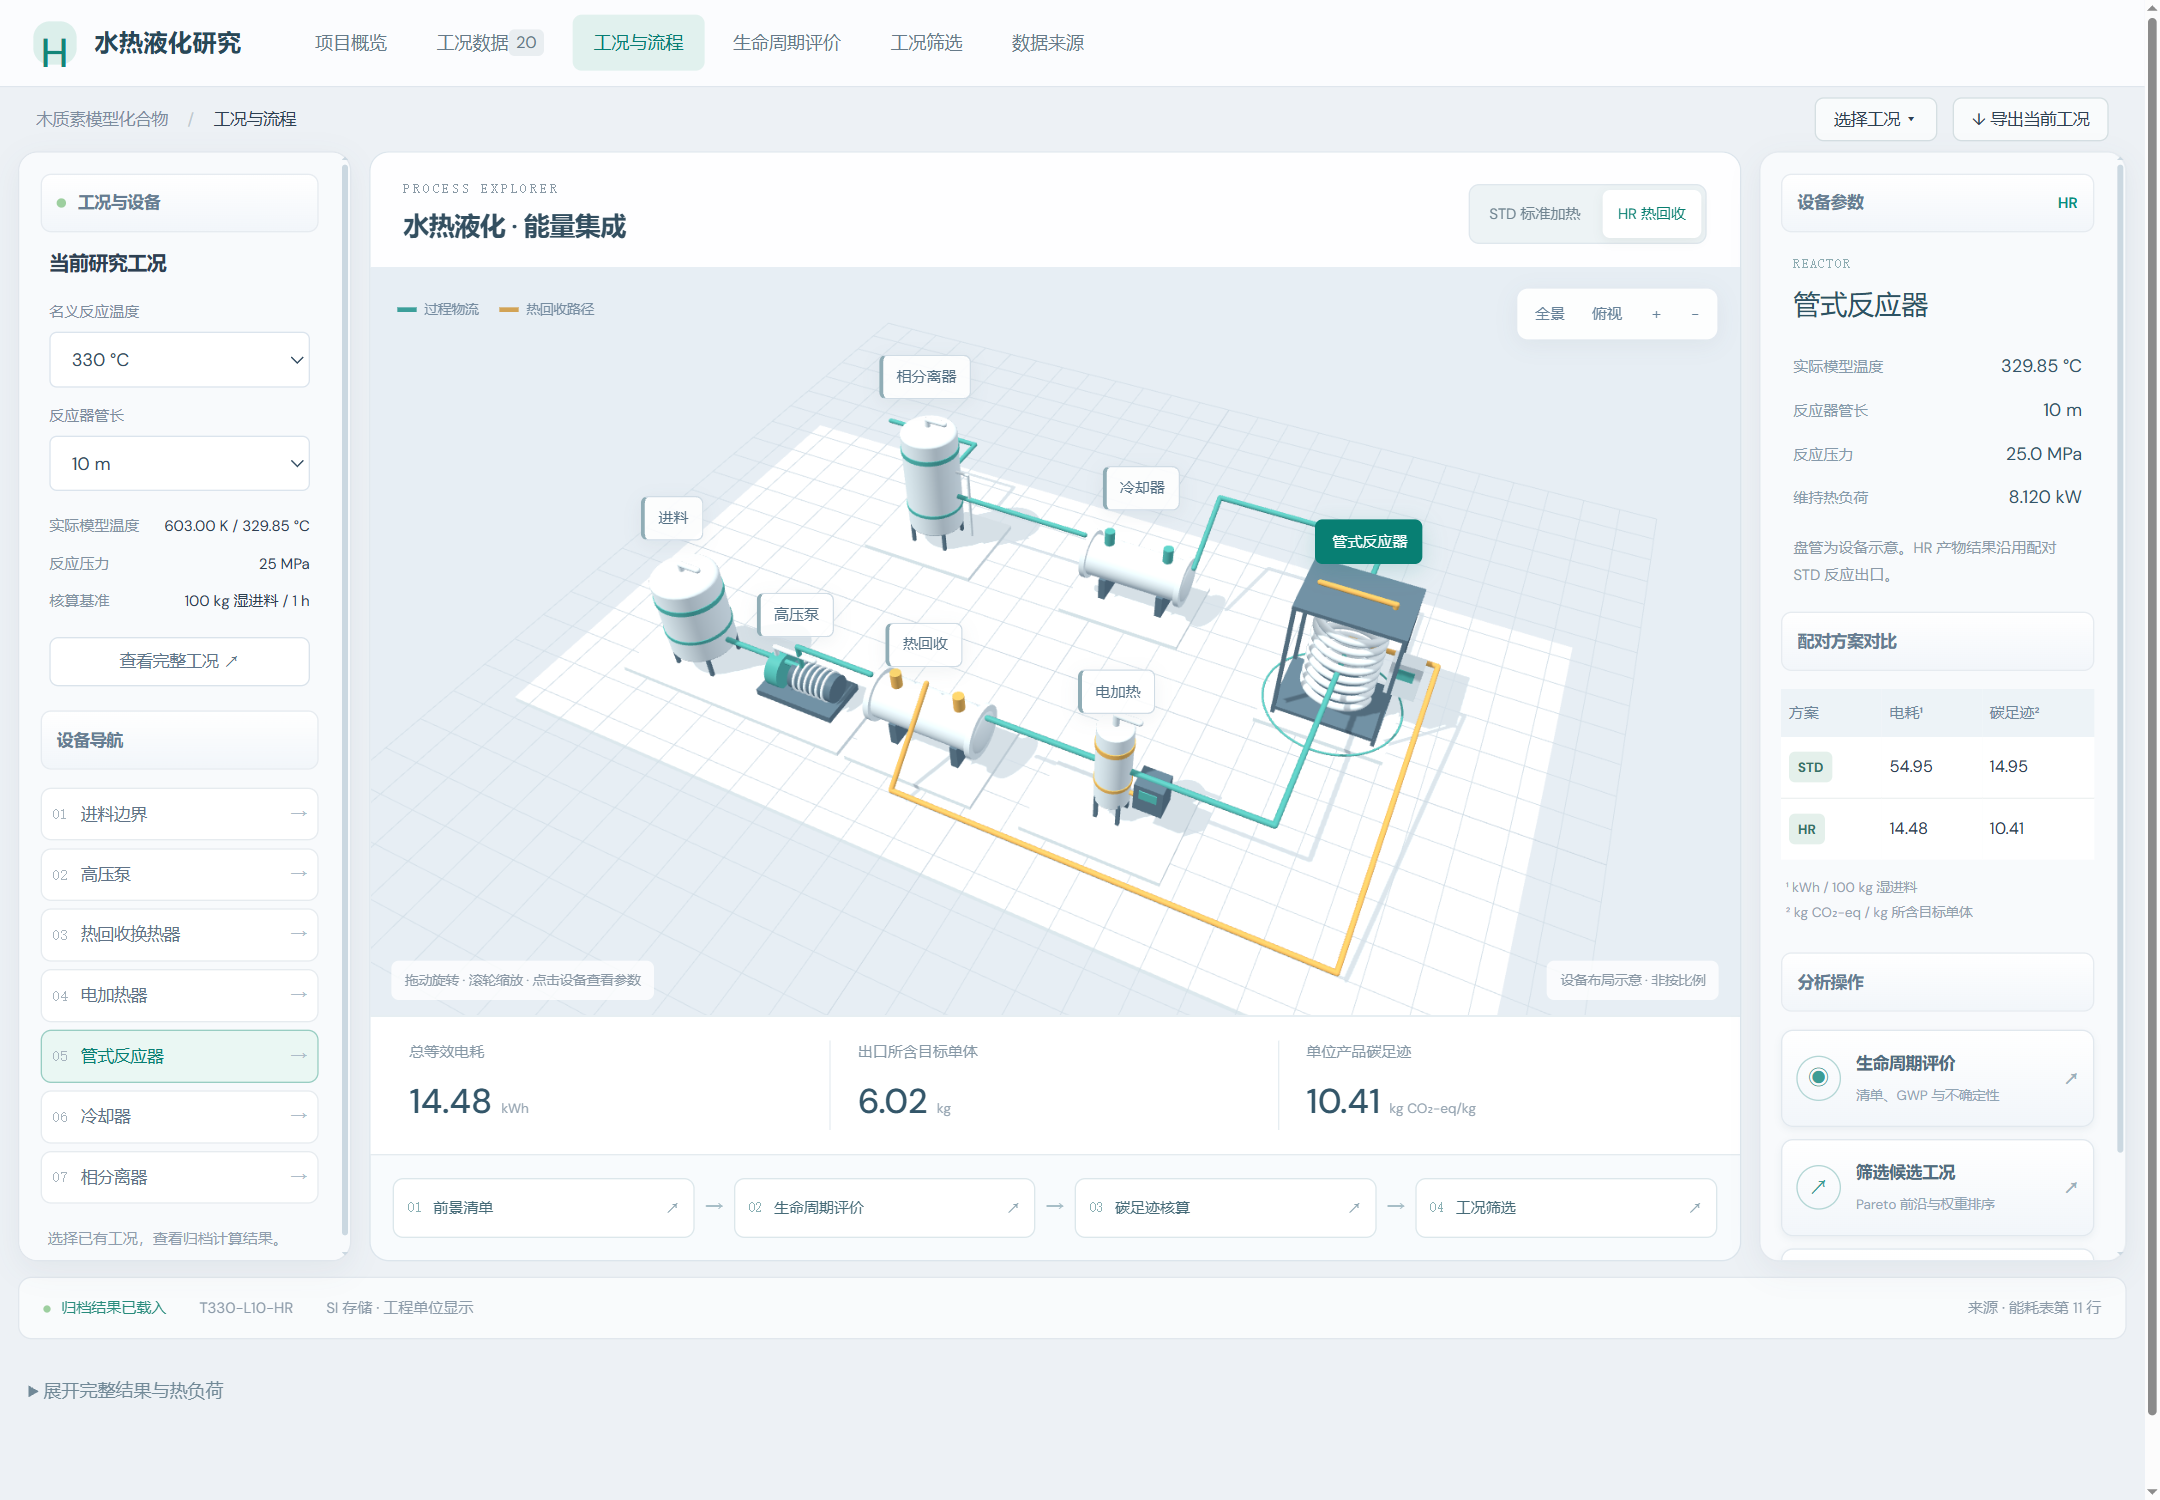 H 水热液化研究
项目概览
工况数据 20
工况与流程
生命周期评价
工况筛选
数据来源
木质素模型化合物 / 工况与流程
选择工况 ▾
↓ 导出当前工况
工况与设备
当前研究工况
名义反应温度
330 °C
反应器管长
10 m
实际模型温度 603.00 K / 329.85 °C
反应压力 25 MPa
核算基准 100 kg 湿进料 / 1 h
查看完整工况 ↗
设备导航
01 进料边界 →
02 高压泵 →
03 热回收换热器 →
04 电加热器 →
05 管式反应器 →
06 冷却器 →
07 相分离器 →
选择已有工况，查看归档计算结果。
PROCESS EXPLORER
水热液化 · 能量集成
STD 标准加热
HR 热回收
过程物流
热回收路径
全景 俯视 + −
相分离器
冷却器
进料
管式反应器
高压泵
热回收
电加热
拖动旋转 · 滚轮缩放 · 点击设备查看参数
设备布局示意 · 非按比例
总等效电耗
14.48 kWh
出口所含目标单体
6.02 kg
单位产品碳足迹
10.41 kg CO₂-eq/kg
01 前景清单 ↗
→
02 生命周期评价 ↗
→
03 碳足迹核算 ↗
→
04 工况筛选 ↗
设备参数 HR
REACTOR
管式反应器
实际模型温度 329.85 °C
反应器管长 10 m
反应压力 25.0 MPa
维持热负荷 8.120 kW
盘管为设备示意。HR 产物结果沿用配对
STD 反应出口。
配对方案对比
方案 电耗¹ 碳足迹²
STD 54.95 14.95
HR 14.48 10.41
¹ kWh / 100 kg 湿进料
² kg CO₂-eq / kg 所含目标单体
分析操作
生命周期评价 ↗
清单、GWP 与不确定性
筛选候选工况 ↗
Pareto 前沿与权重排序
归档结果已载入
T330-L10-HR
SI 存储 · 工程单位显示
来源 · 能耗表第 11 行
▶ 展开完整结果与热负荷